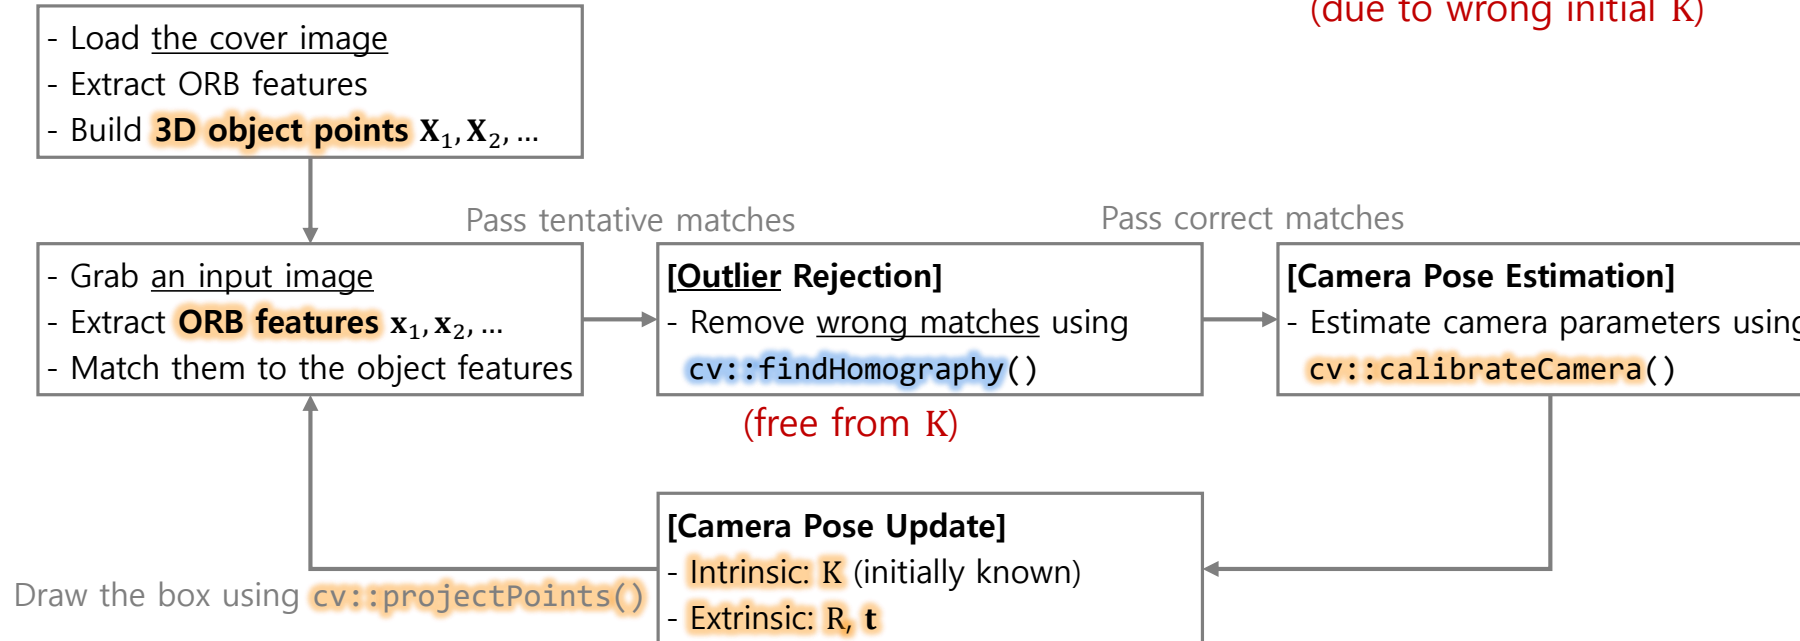 (due to wrong initial K)
- Load the cover image
- Extract ORB features
- Build 3D object points X₁, X₂, …
Pass tentative matches
Pass correct matches
- Grab an input image
- Extract ORB features x₁, x₂, …
- Match them to the object features
[Outlier Rejection]
- Remove wrong matches using
cv::findHomography()
(free from K)
[Camera Pose Estimation]
- Estimate camera parameters using
cv::calibrateCamera()
[Camera Pose Update]
- Intrinsic: K (initially known)
- Extrinsic: R, t
Draw the box using cv::projectPoints()